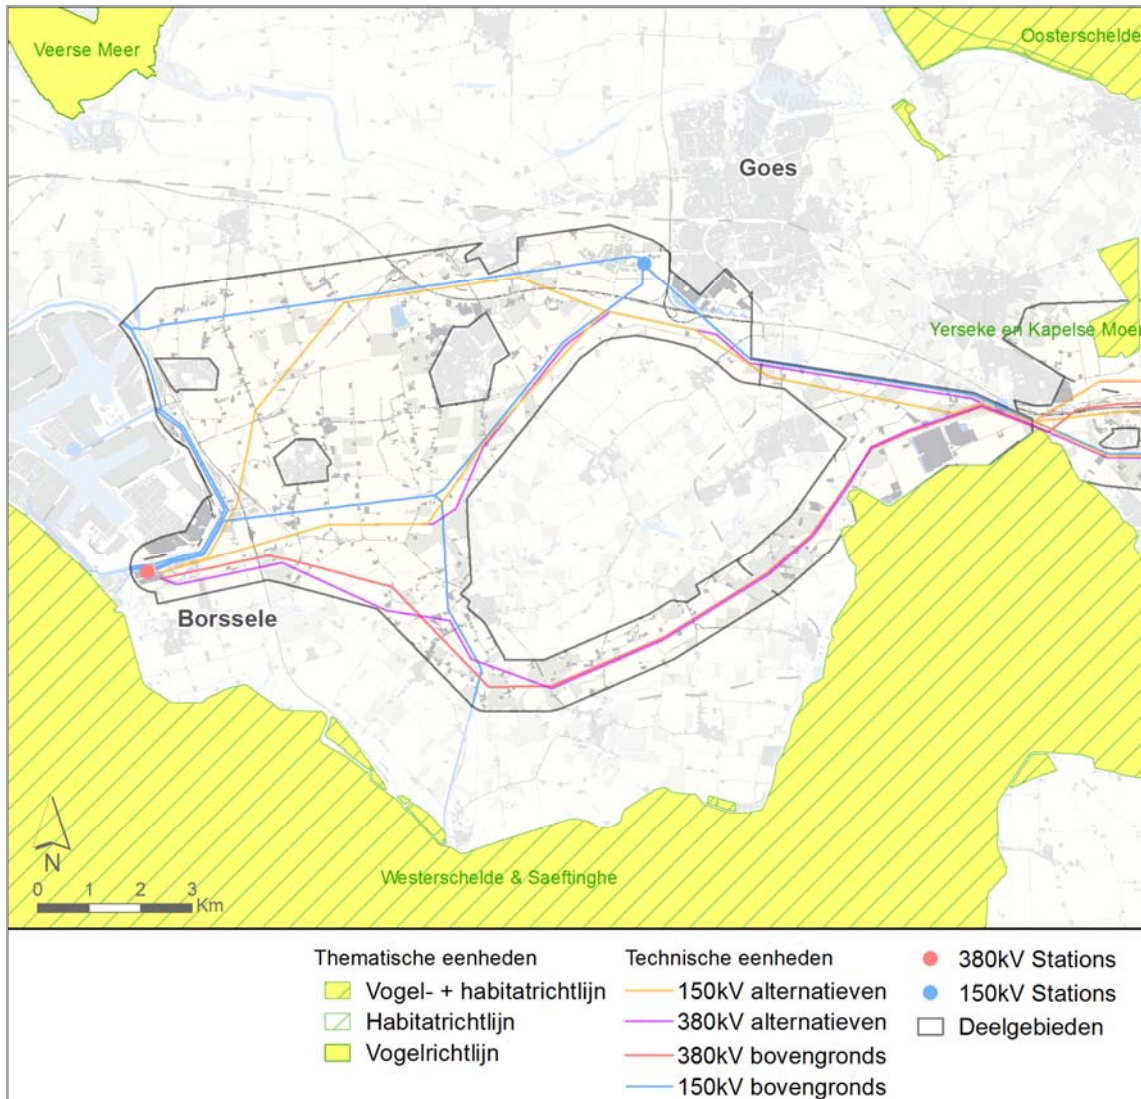 Veerse Meer
Oosterschelde
Goes
Yerseke en Kapelse Moer
Borssele
Westerschelde & Saeftinghe
N
0 1 2 3
Km
Thematische eenheden
Vogel- + habitatrichtlijn
Habitatrichtlijn
Vogelrichtlijn
Technische eenheden
150kV alternatieven
380kV alternatieven
380kV bovengronds
150kV bovengronds
380kV Stations
150kV Stations
Deelgebieden